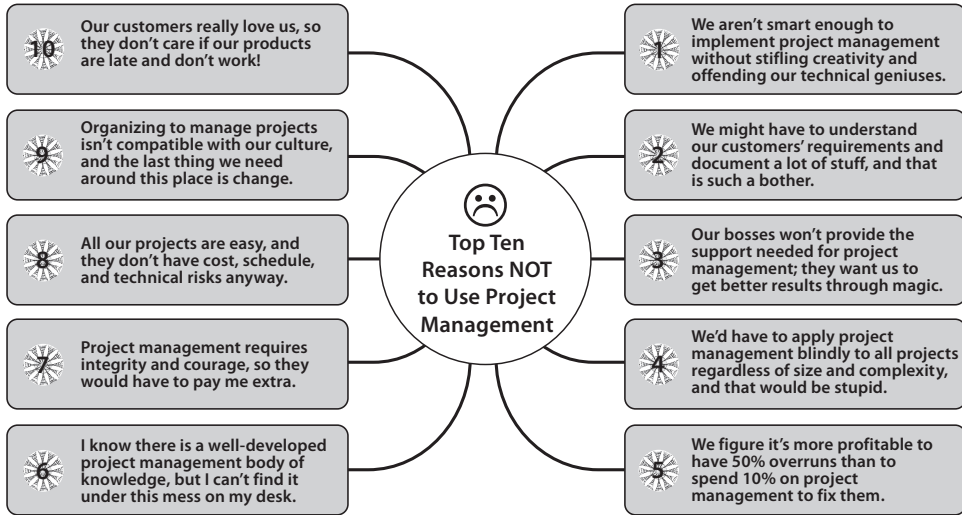 Top Ten
Reasons NOT
to Use Project
Management
1
We aren’t smart enough to
implement project management
without stifling creativity and
offending our technical geniuses.
2
We might have to understand
our customers’ requirements and
document a lot of stuff, and that
is such a bother.
3
Our bosses won’t provide the
support needed for project
management; they want us to
get better results through magic.
4
We’d have to apply project
management blindly to all projects
regardless of size and complexity,
and that would be stupid.
5
We figure it’s more profitable to
have 50% overruns than to
spend 10% on project
management to fix them.
6
I know there is a well-developed
project management body of
knowledge, but I can’t find it
under this mess on my desk.
7
Project management requires
integrity and courage, so they
would have to pay me extra.
8
All our projects are easy, and
they don’t have cost, schedule,
and technical risks anyway.
9
Organizing to manage projects
isn’t compatible with our culture,
and the last thing we need
around this place is change.
10
Our customers really love us, so
they don’t care if our products
are late and don’t work!